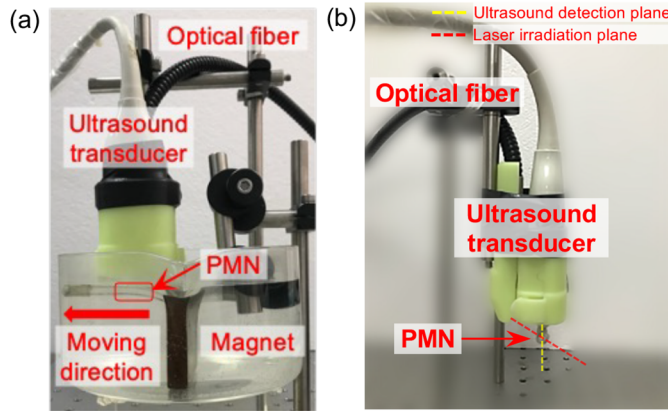 (a)
Optical fiber
Ultrasound
transducer
PMN
Moving
direction
Magnet
(b)
Ultrasound detection plane
Laser irradiation plane
Optical fiber
Ultrasound
transducer
PMN